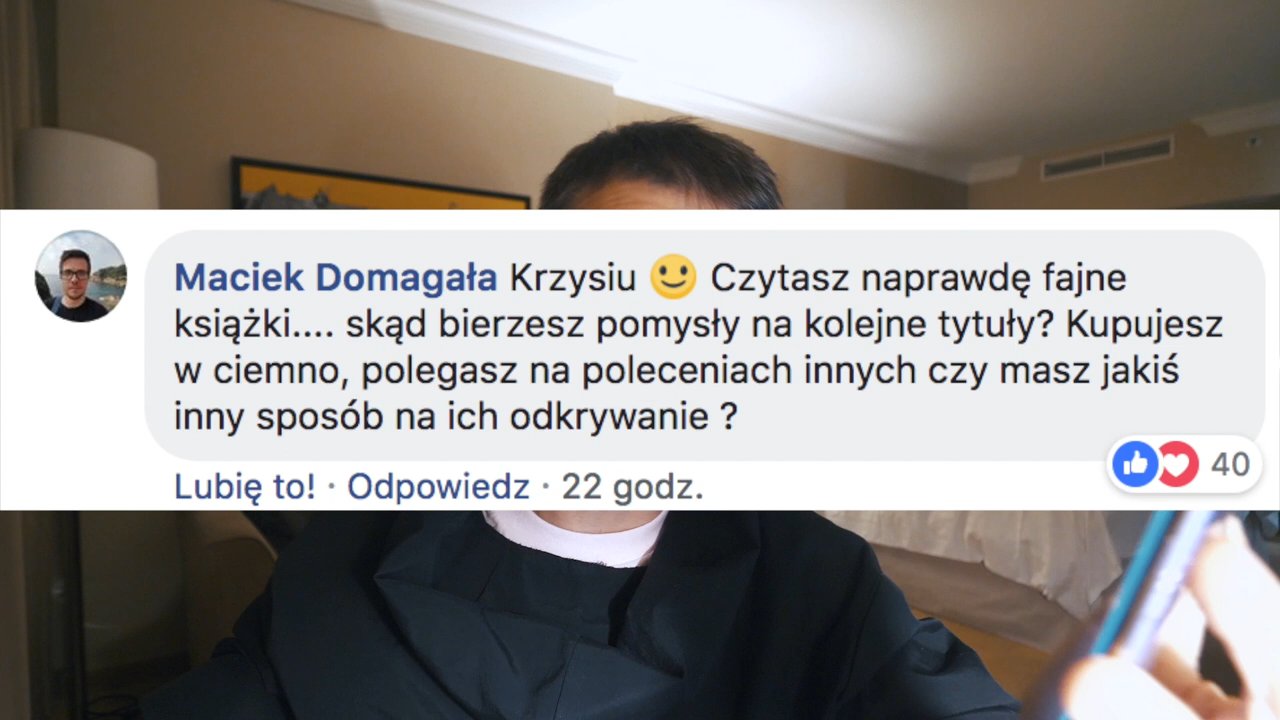 Maciek Domagała Krzysiu 🙂 Czytasz naprawdę fajne
książki.... skąd bierzesz pomysły na kolejne tytuły? Kupujesz
w ciemno, polegasz na poleceniach innych czy masz jakiś
inny sposób na ich odkrywanie ?
Lubię to! · Odpowiedz · 22 godz.
40